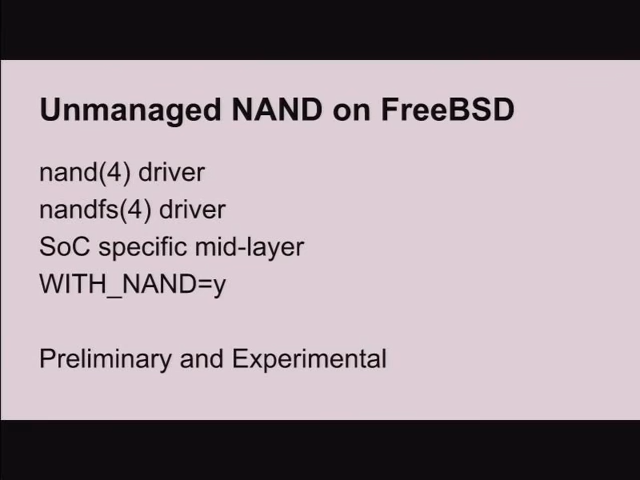 Unmanaged NAND on FreeBSD
nand(4) driver
nandfs(4) driver
SoC specific mid-layer
WITH_NAND=y
Preliminary and Experimental